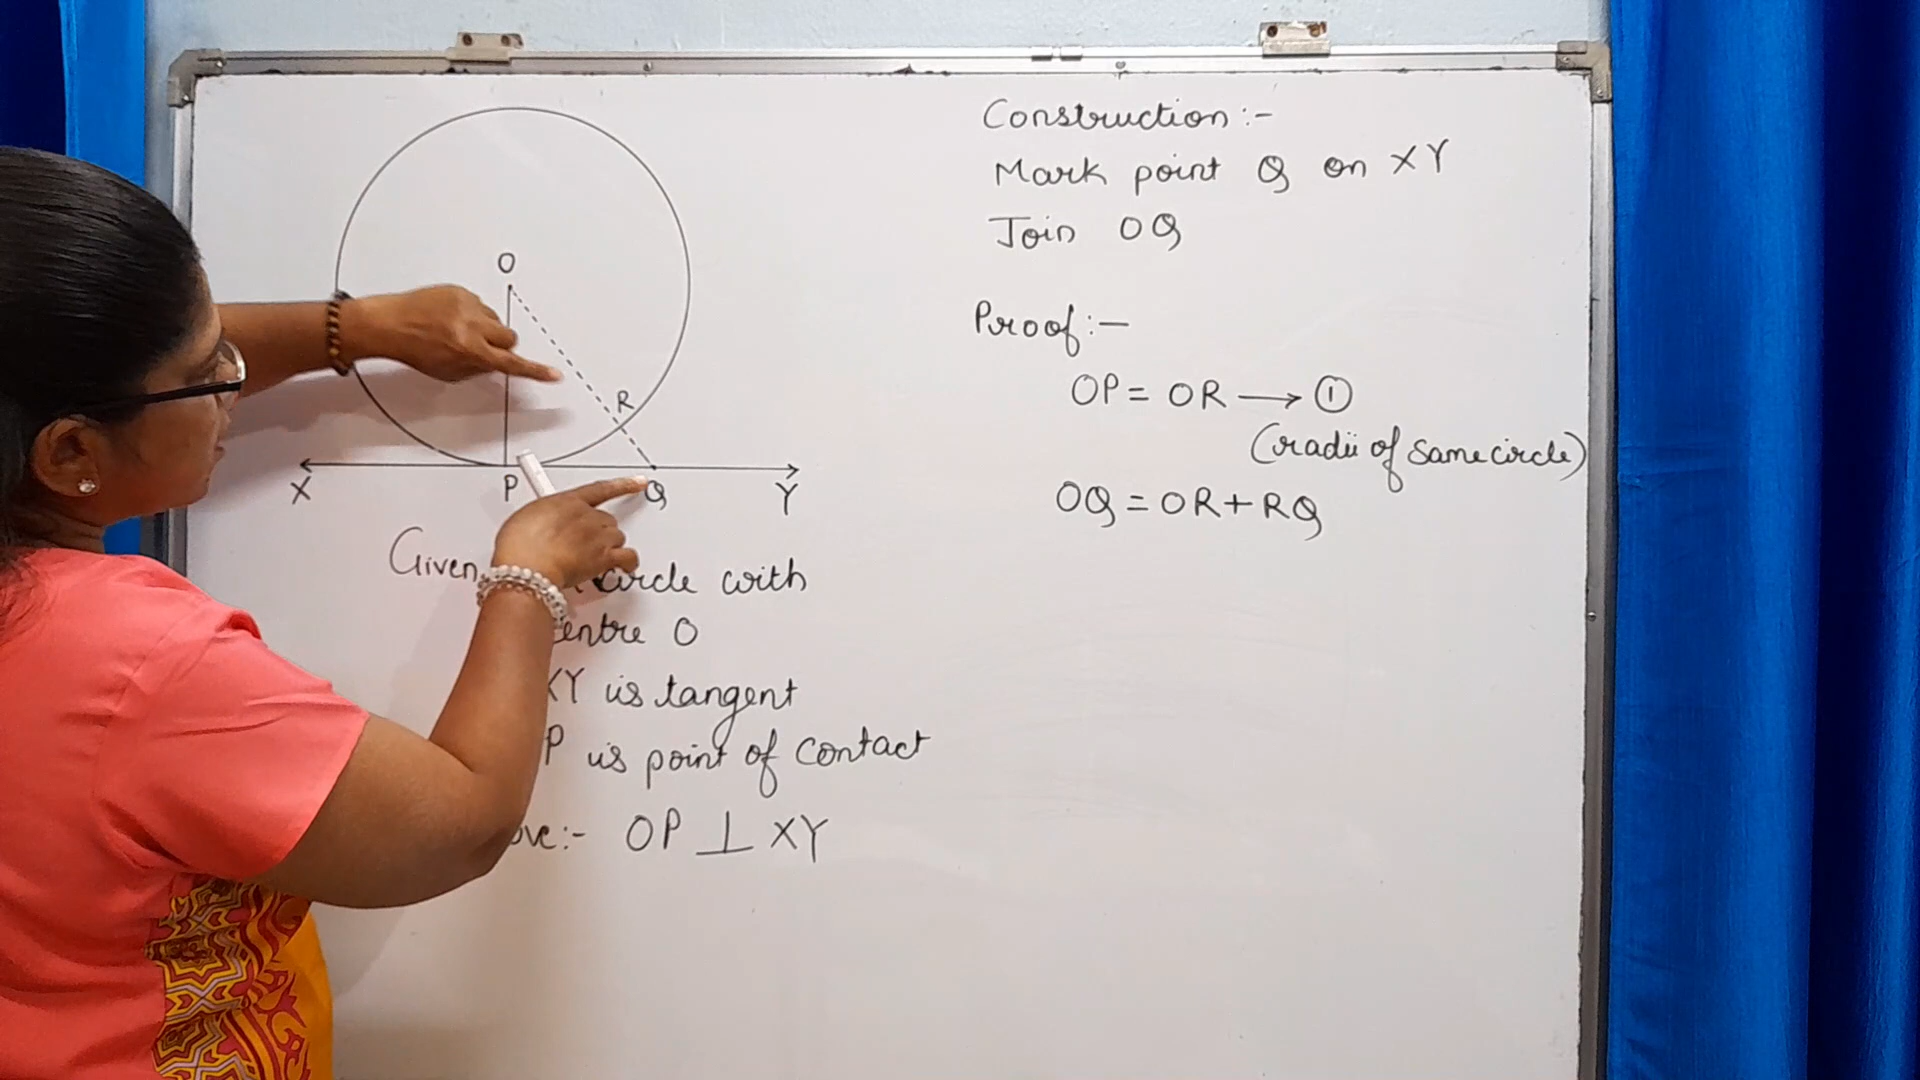 O
R
X P Q Y
Given circle with
entre O
XY is tangent
P is point of contact
ove:- OP ⊥ XY
Construction:-
Mark point Q on XY
Join OQ
Proof:-
OP = OR ⟶ ①
(radii of same circle)
OQ = OR + RQ